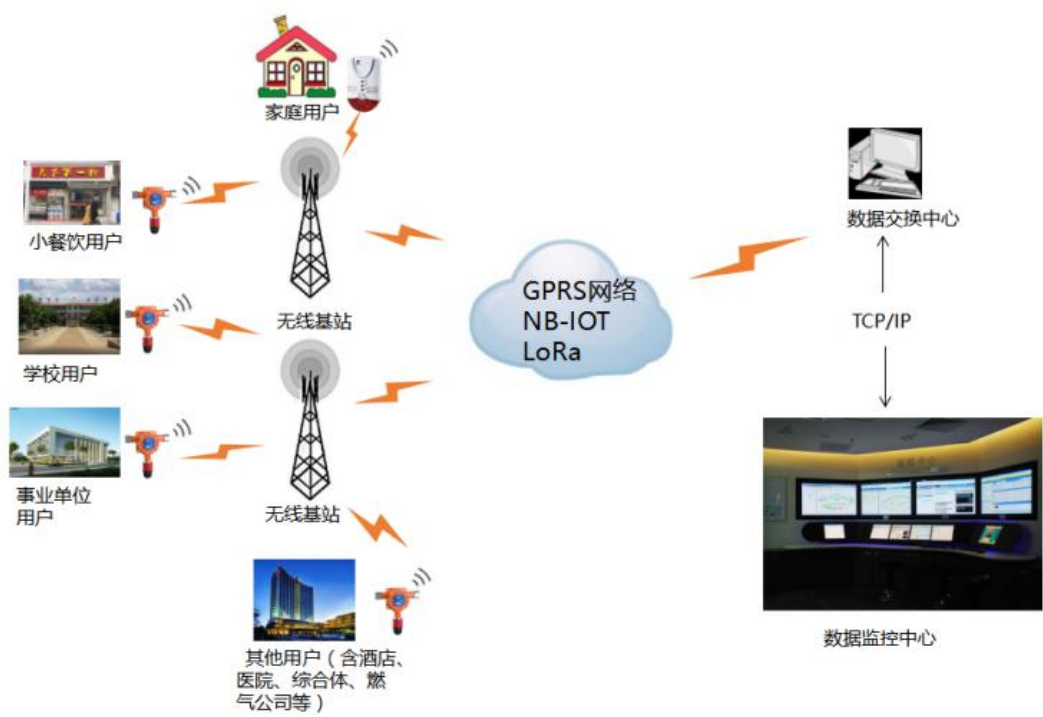 家庭用户
小餐饮用户
无线基站
学校用户
事业单位
用户
无线基站
其他用户(含酒店、
医院、综合体、燃
气公司等)
GPRS网络
NB-IOT
LoRa
数据交换中心
TCP/IP
数据监控中心